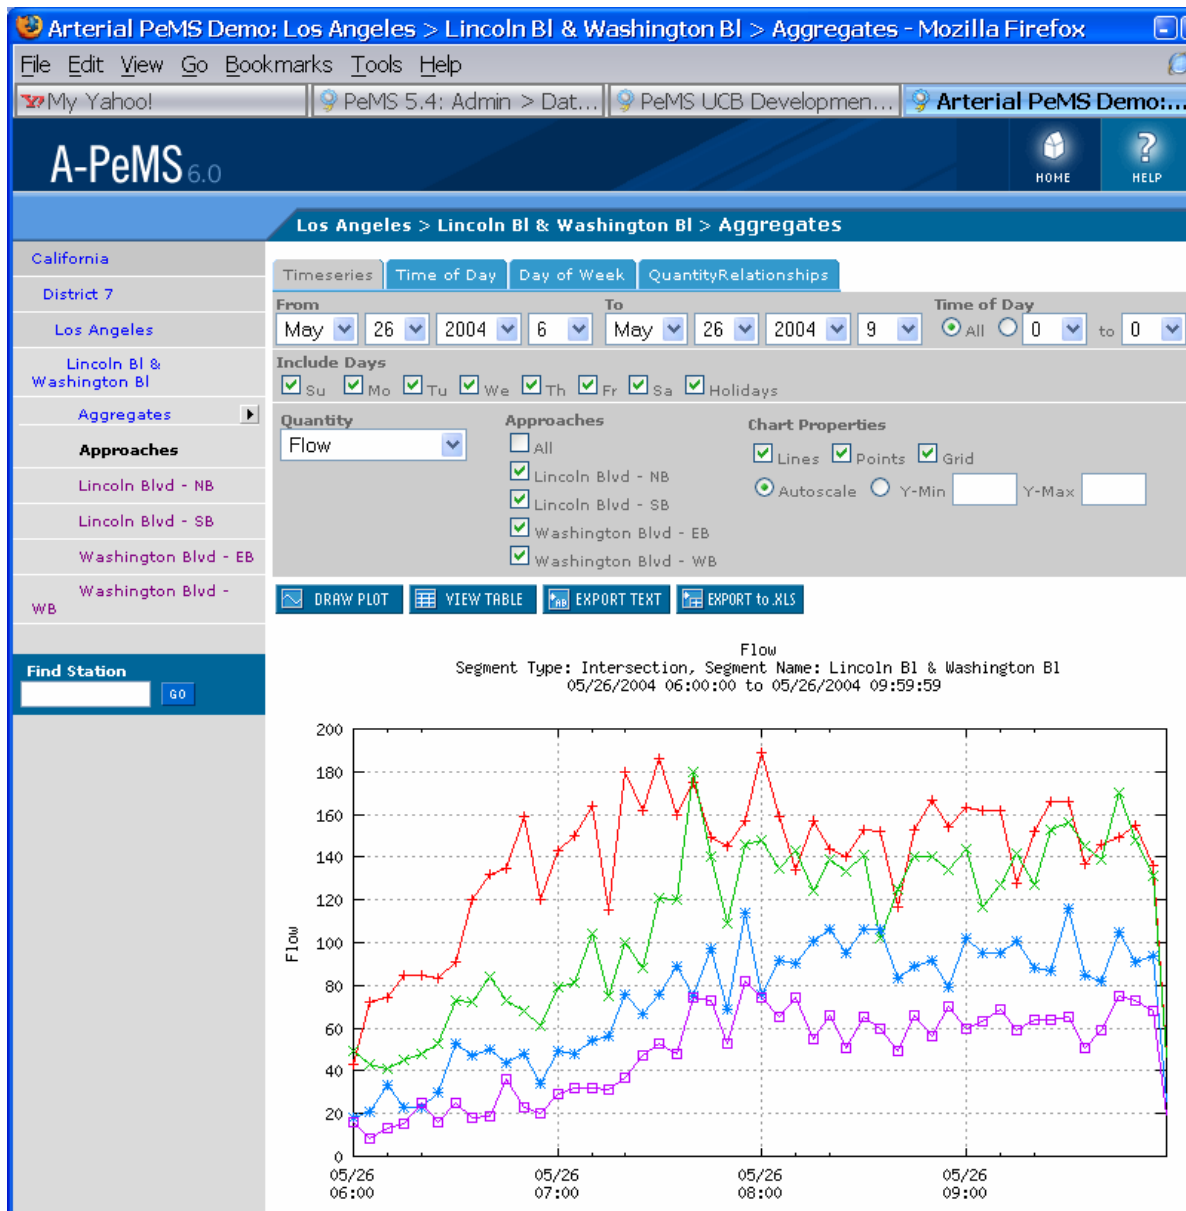 Arterial PeMS Demo: Los Angeles > Lincoln Bl & Washington Bl > Aggregates - Mozilla Firefox
File Edit View Go Bookmarks Tools Help
My Yahoo! PeMS 5.4: Admin > Dat... PeMS UCB Developmen... Arterial PeMS Demo:...
A-PeMS 6.0
HOME HELP
Los Angeles > Lincoln Bl & Washington Bl > Aggregates
California
District 7
Los Angeles
Lincoln Bl &
Washington Bl
Aggregates
Approaches
Lincoln Blvd - NB
Lincoln Blvd - SB
Washington Blvd - EB
Washington Blvd -
WB
Find Station
GO
Timeseries Time of Day Day of Week QuantityRelationships
From To Time of Day
May 26 2004 6 May 26 2004 9 All 0 to 0
Include Days
Su Mo Tu We Th Fr Sa Holidays
Quantity Approaches Chart Properties
Flow All Lines Points Grid
Lincoln Blvd - NB
Autoscale Y-Min Y-Max
Lincoln Blvd - SB
Washington Blvd - EB
Washington Blvd - WB
DRAW PLOT VIEW TABLE EXPORT TEXT EXPORT to .XLS
Flow
Segment Type: Intersection, Segment Name: Lincoln Bl & Washington Bl
05/26/2004 06:00:00 to 05/26/2004 09:59:59
200
180
160
140
120
100
80
60
40
20
0
Flow
05/26 05/26 05/26 05/26
06:00 07:00 08:00 09:00